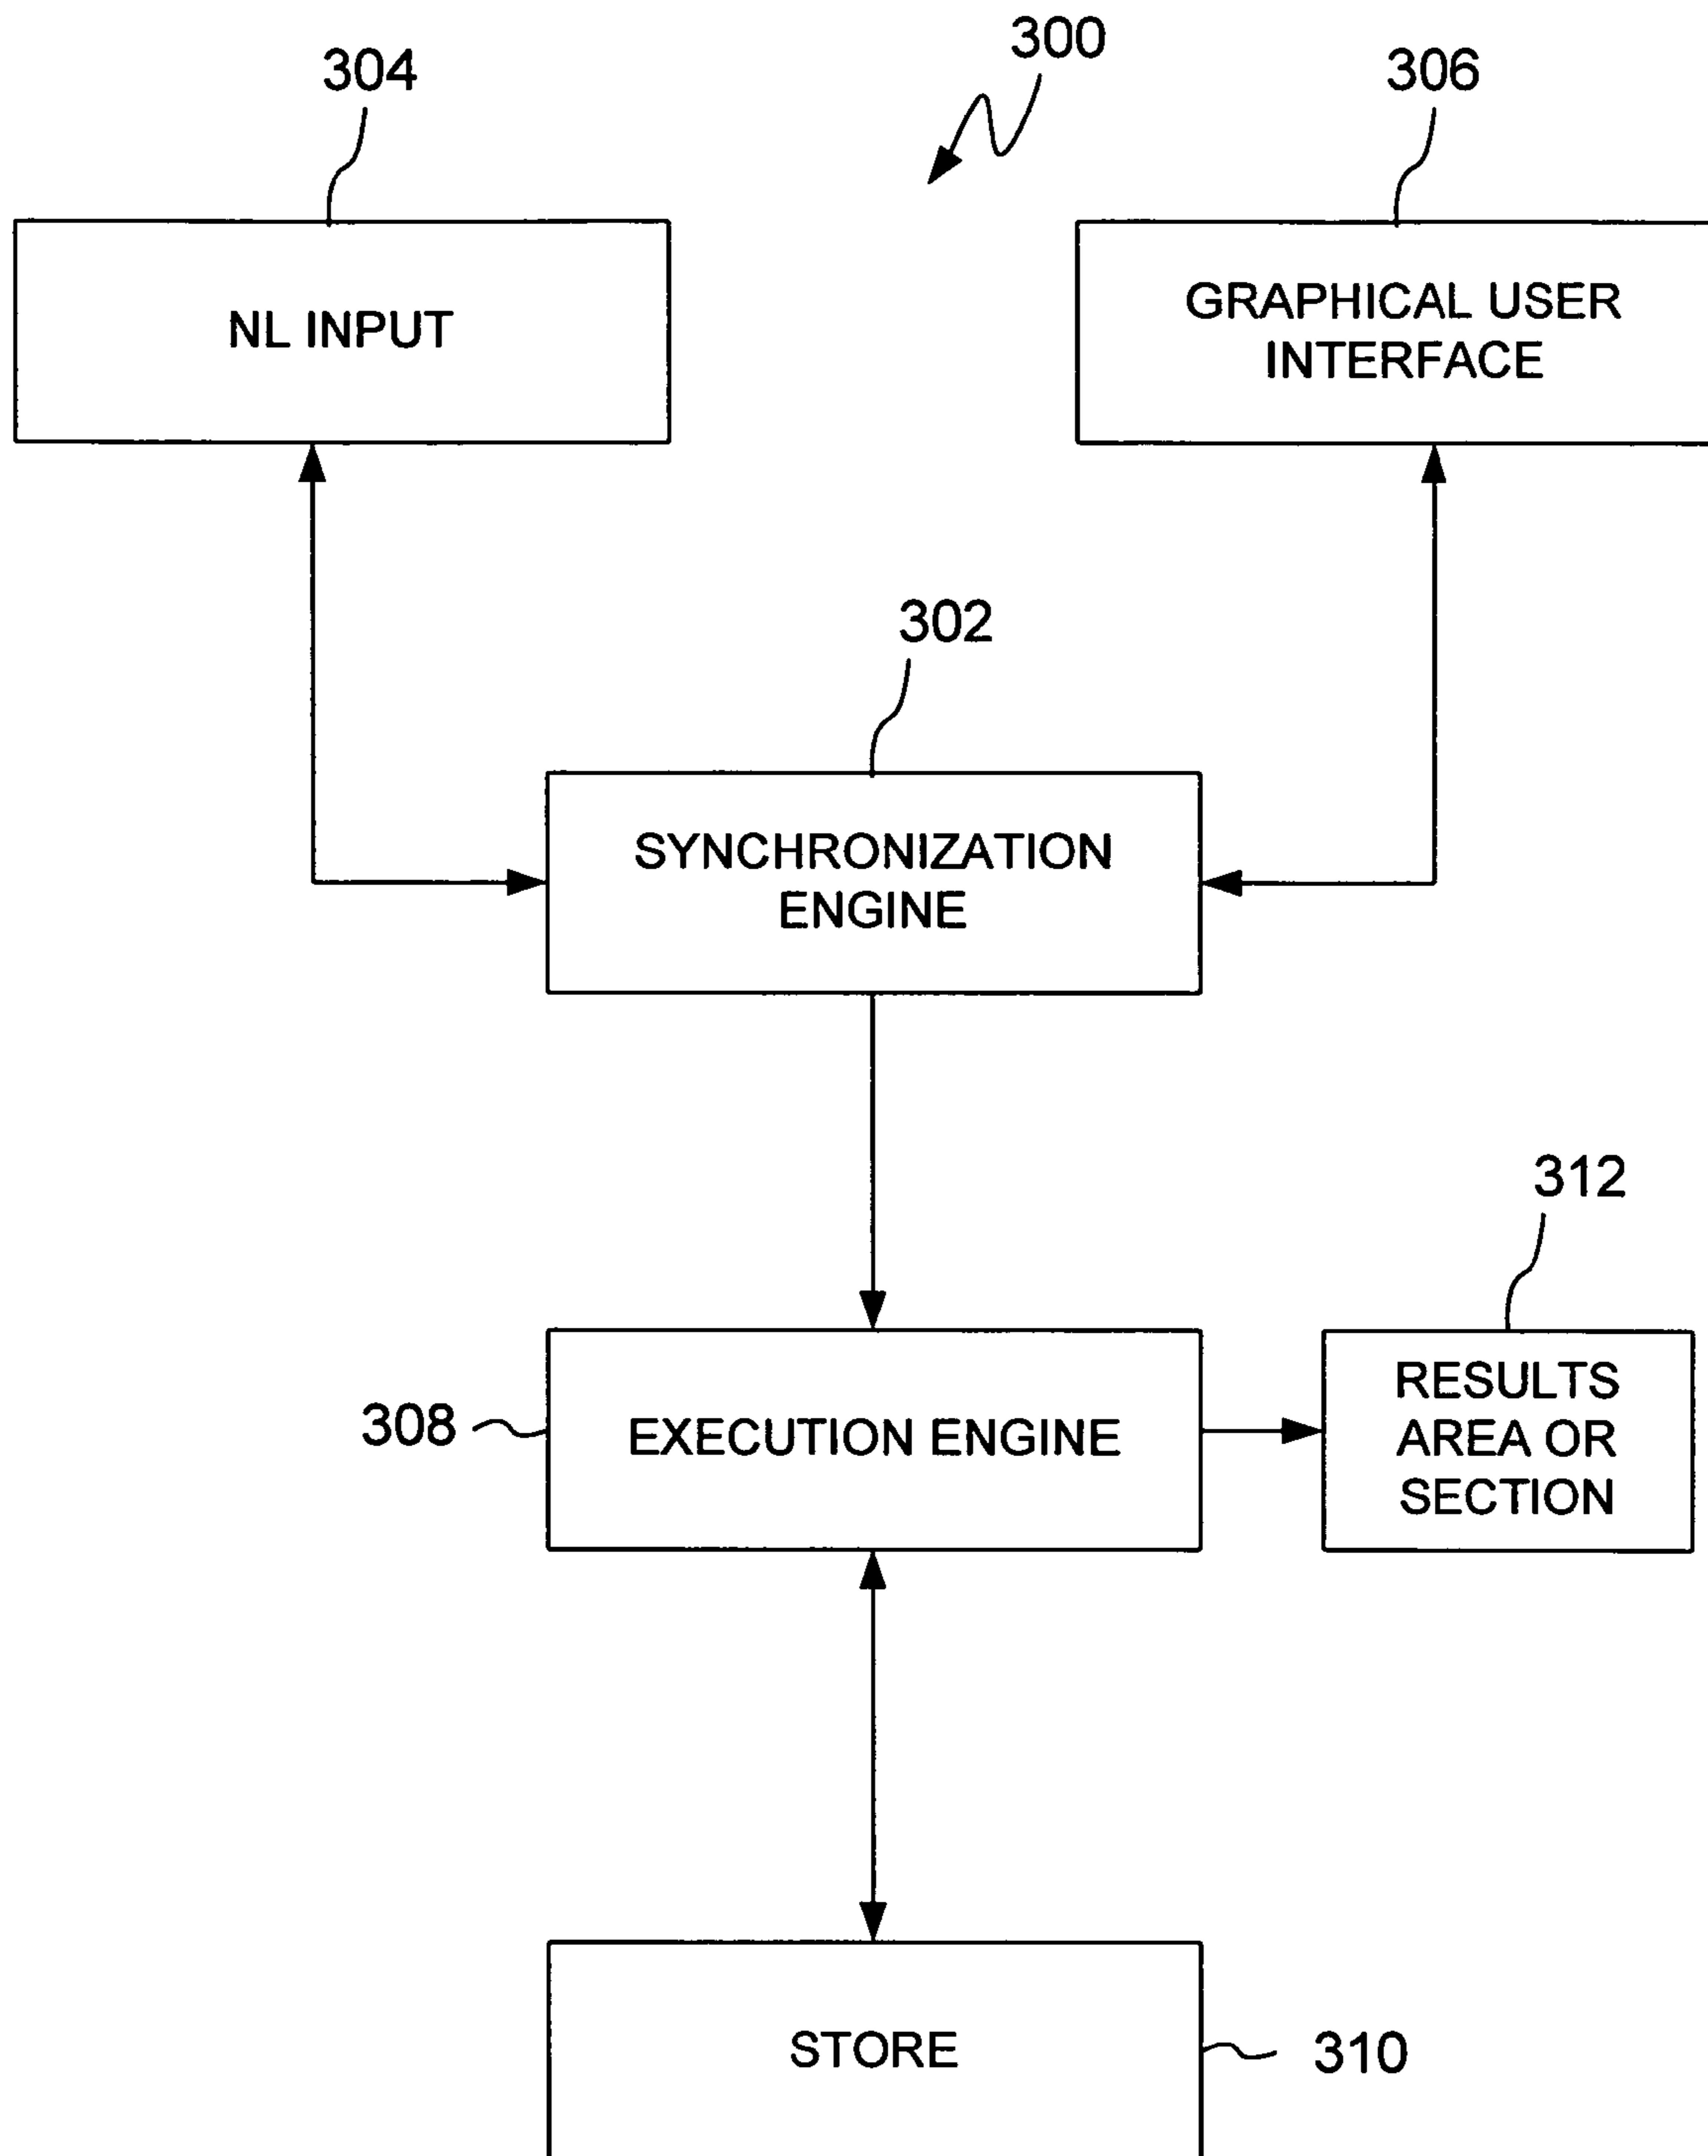 300
304
306
NL INPUT
GRAPHICAL USER
INTERFACE
302
SYNCHRONIZATION
ENGINE
312
308
EXECUTION ENGINE
RESULTS
AREA OR
SECTION
STORE
310